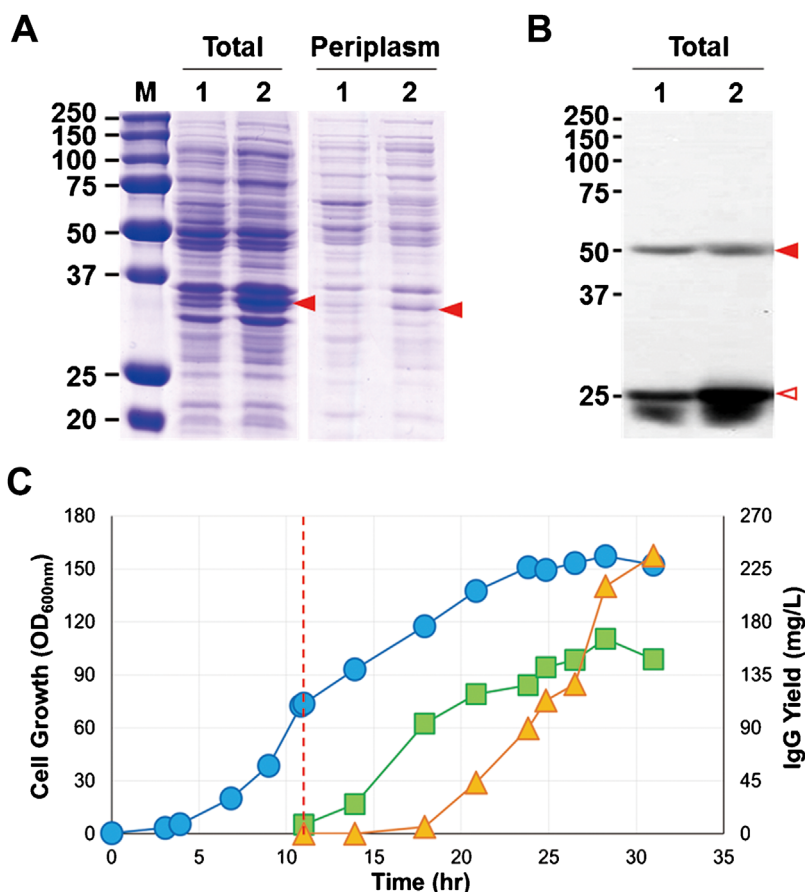 A
Total
Periplasm
M 1 2 1 2
250
150
100
75
50
37
25
20
B
Total
1 2
250
150
100
75
50
37
25
C
Cell Growth (OD600nm)
180
150
120
90
60
30
0
270
225
180
135
90
45
0
IgG Yield (mg/L)
0 5 10 15 20 25 30 35
Time (hr)